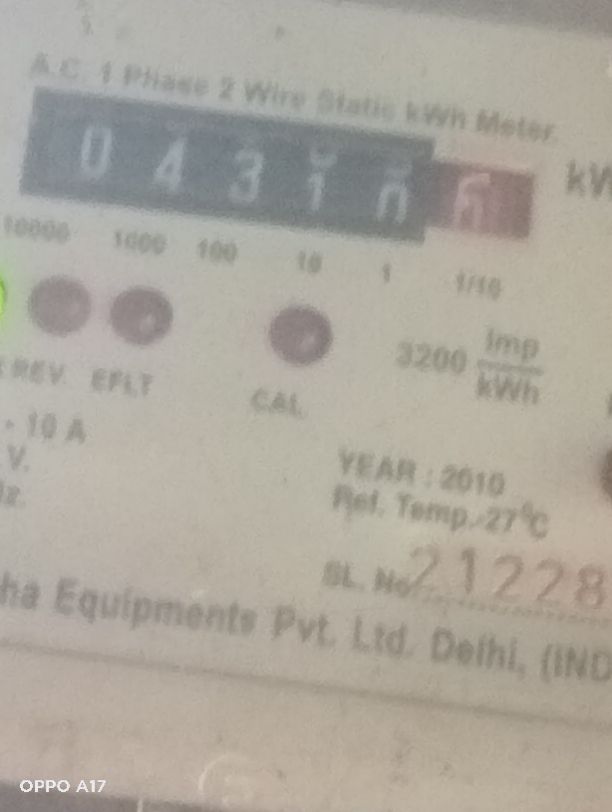 A.C. 1 Phase 2 Wire Static kWh Meter
0 4 3 1 0
10000 1000 100 10 1 1/10
REV. EFLT CAL
3200 Imp
kWh
- 10 A
V.
YEAR : 2010
Ref. Temp. 27°C
SL. No 21228
Equipments Pvt. Ltd. Delhi,
OPPO A17